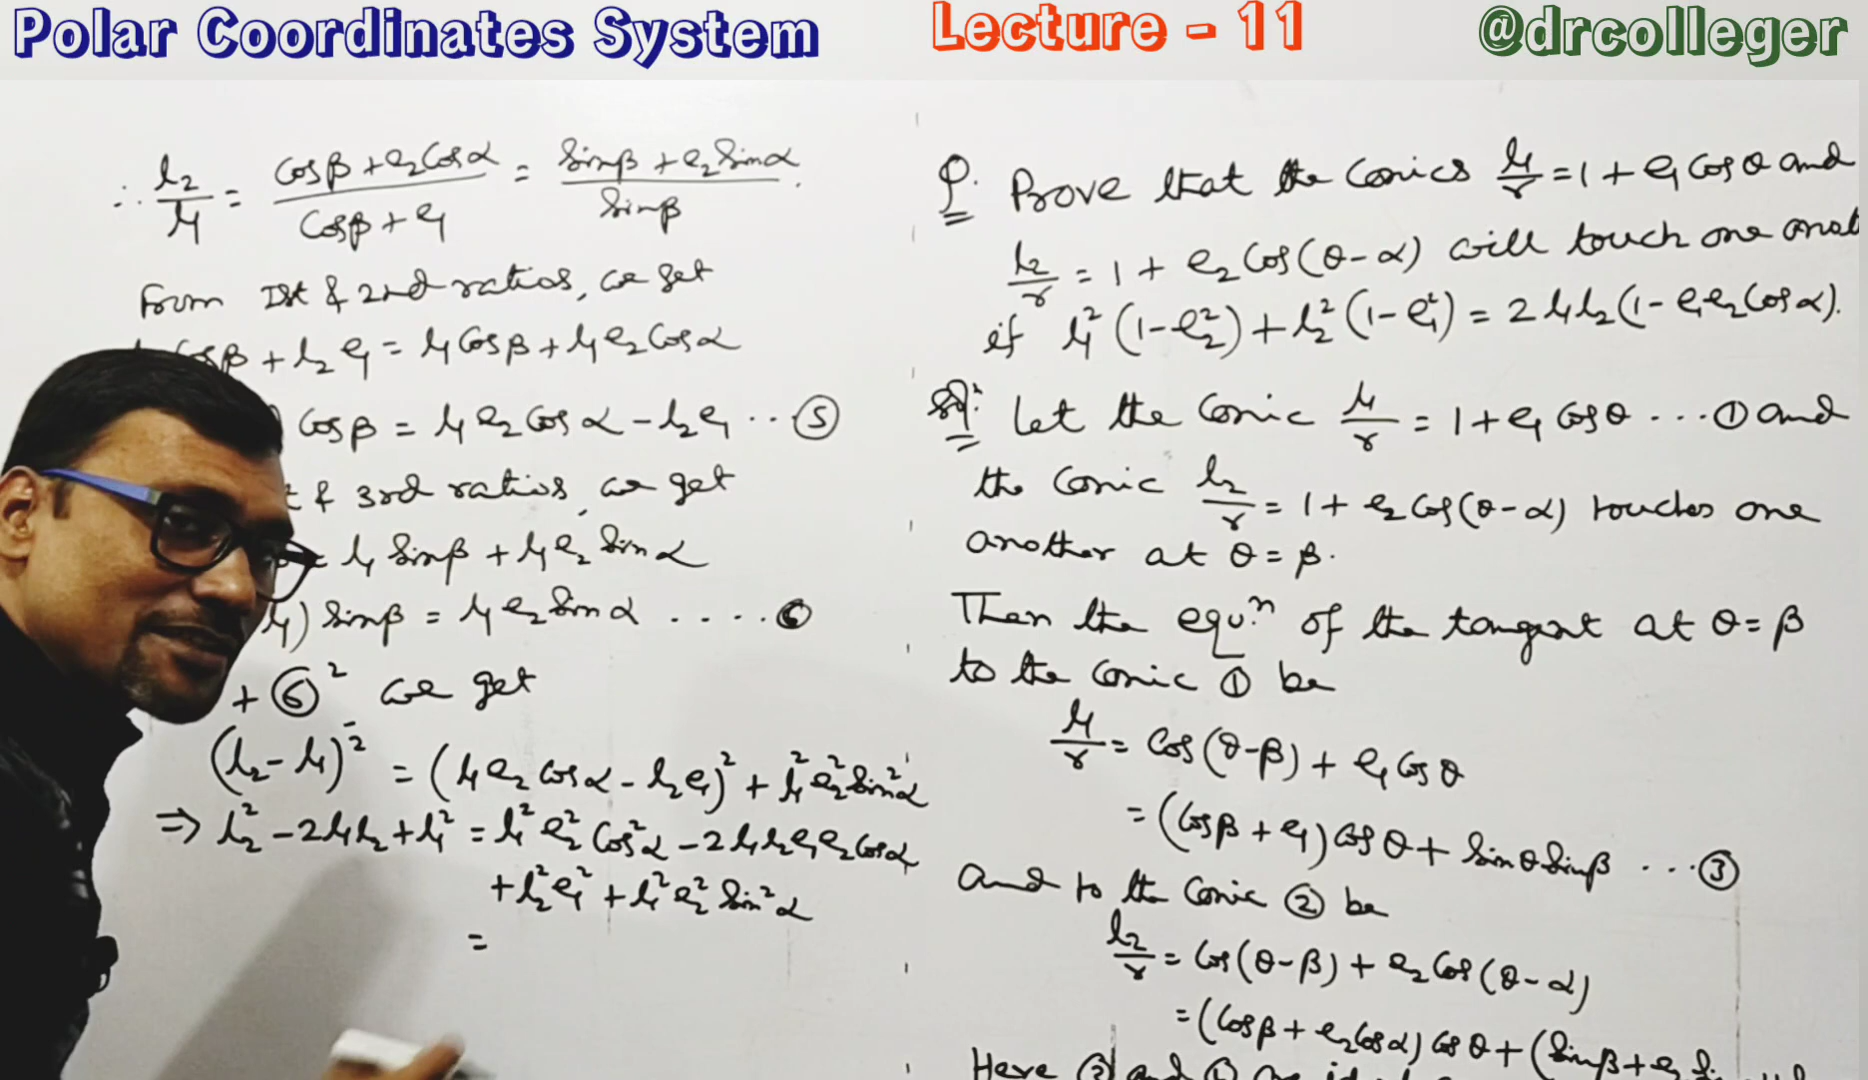 Polar Coordinates System Lecture - 11 @drcolleger
∴ l₂/l₁ = (Cosβ + e₂Cosα)/(Cosβ + e₁) = (Sinβ + e₂Sinα)/Sinβ.
From Ist & 2nd ratios, we get
Cosβ + l₂e₁ = l₁Cosβ + l₁e₂Cosα
Cosβ = l₁e₂Cosα - l₂e₁ ... ⑤
& 3rd ratios, we get
= l₁Sinβ + l₁e₂Sinα
l₁) Sinβ = l₁e₂Sinα .... ⑥
+ ⑥² we get
(l₂-l₁)² = (l₁e₂Cosα - l₂e₁)² + l₁²e₂²Sin²α
⇒ l₂² - 2l₁l₂ + l₁² = l₁²e₂²Cos²α - 2l₁l₂e₁e₂Cosα
+ l₂²e₁² + l₁²e₂²Sin²α
=
Q. Prove that the Conics l₁/r = 1 + e₁Cosθ and
l₂/r = 1 + e₂Cos(θ-α) will touch one
if l₁²(1-e₂²) + l₂²(1-e₁²) = 2l₁l₂(1-e₁e₂Cosα).
Solⁿ: Let the Conic l₁/r = 1 + e₁Cosθ ... ① and
the Conic l₂/r = 1 + e₂Cos(θ-α) touches one
another at θ = β.
Then the equⁿ of the tangent at θ = β
to the Conic ① be
l₁/r = Cos(θ-β) + e₁Cosθ
= (Cosβ + e₁)Cosθ + SinθSinβ ... ③
and to the Conic ② be
l₂/r = Cos(θ-β) + e₂Cos(θ-α)
= (Cosβ + e₂Cosα)Cosθ + (Sinβ + e₂
Here ③ and